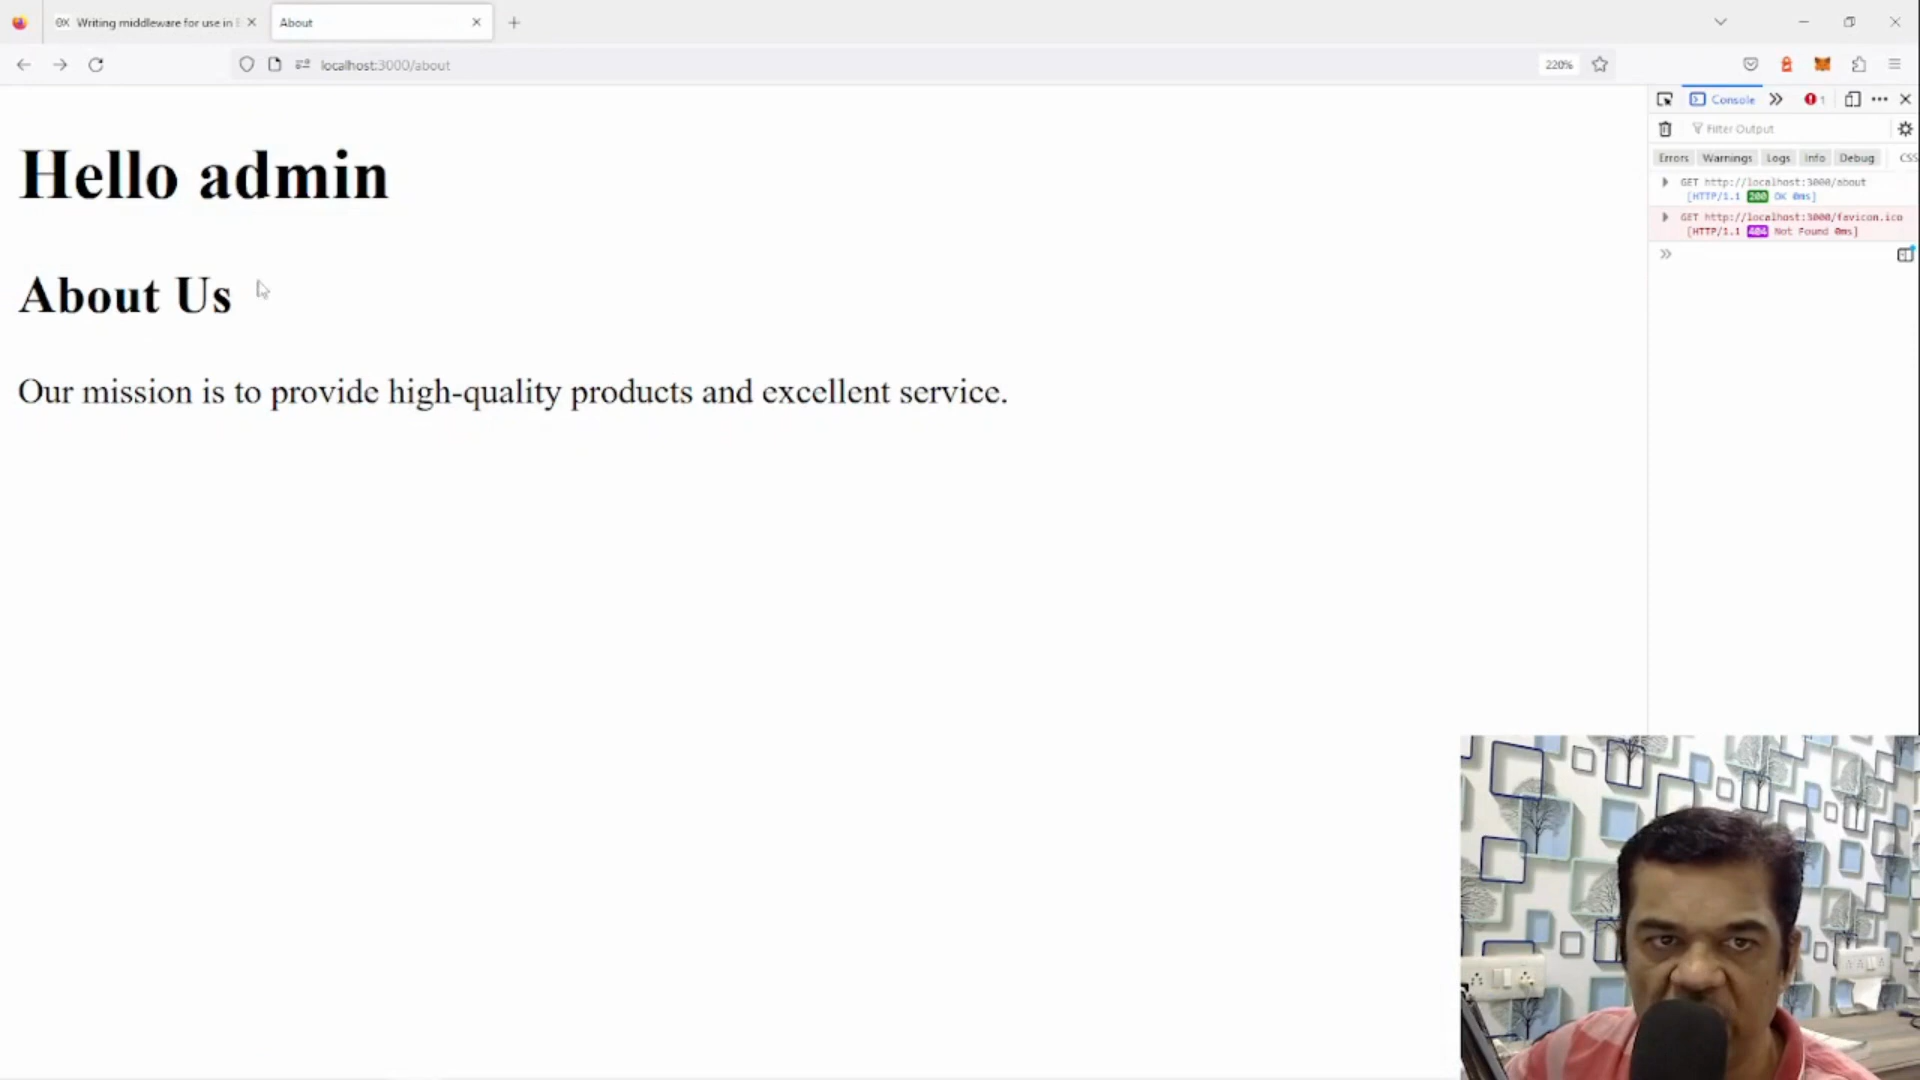 Writing middleware for use in E
About
localhost:3000/about
220%
Console
1
Filter Output
Errors Warnings Logs Info Debug CSS
GET http://localhost:3000/about
[HTTP/1.1 200 OK 0ms]
GET http://localhost:3000/favicon.ico
[HTTP/1.1 404 Not Found 0ms]
Hello admin
About Us
Our mission is to provide high-quality products and excellent service.